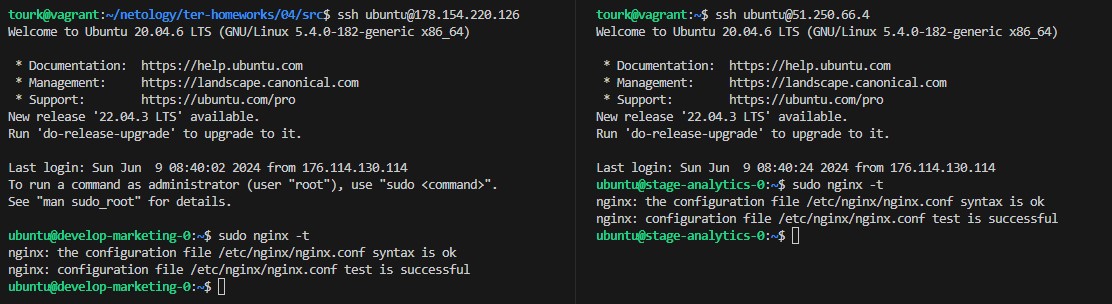 tourk@vagrant:~/netology/ter-homeworks/04/src$ ssh ubuntu@178.154.220.126
Welcome to Ubuntu 20.04.6 LTS (GNU/Linux 5.4.0-182-generic x86_64)

 * Documentation:  https://help.ubuntu.com
 * Management:     https://landscape.canonical.com
 * Support:        https://ubuntu.com/pro
New release '22.04.3 LTS' available.
Run 'do-release-upgrade' to upgrade to it.

Last login: Sun Jun  9 08:40:02 2024 from 176.114.130.114
To run a command as administrator (user "root"), use "sudo <command>".
See "man sudo_root" for details.

ubuntu@develop-marketing-0:~$ sudo nginx -t
nginx: the configuration file /etc/nginx/nginx.conf syntax is ok
nginx: configuration file /etc/nginx/nginx.conf test is successful
ubuntu@develop-marketing-0:~$

tourk@vagrant:~$ ssh ubuntu@51.250.66.4
Welcome to Ubuntu 20.04.6 LTS (GNU/Linux 5.4.0-182-generic x86_64)

 * Documentation:  https://help.ubuntu.com
 * Management:     https://landscape.canonical.com
 * Support:        https://ubuntu.com/pro
New release '22.04.3 LTS' available.
Run 'do-release-upgrade' to upgrade to it.

Last login: Sun Jun  9 08:40:24 2024 from 176.114.130.114
ubuntu@stage-analytics-0:~$ sudo nginx -t
nginx: the configuration file /etc/nginx/nginx.conf syntax is ok
nginx: configuration file /etc/nginx/nginx.conf test is successful
ubuntu@stage-analytics-0:~$